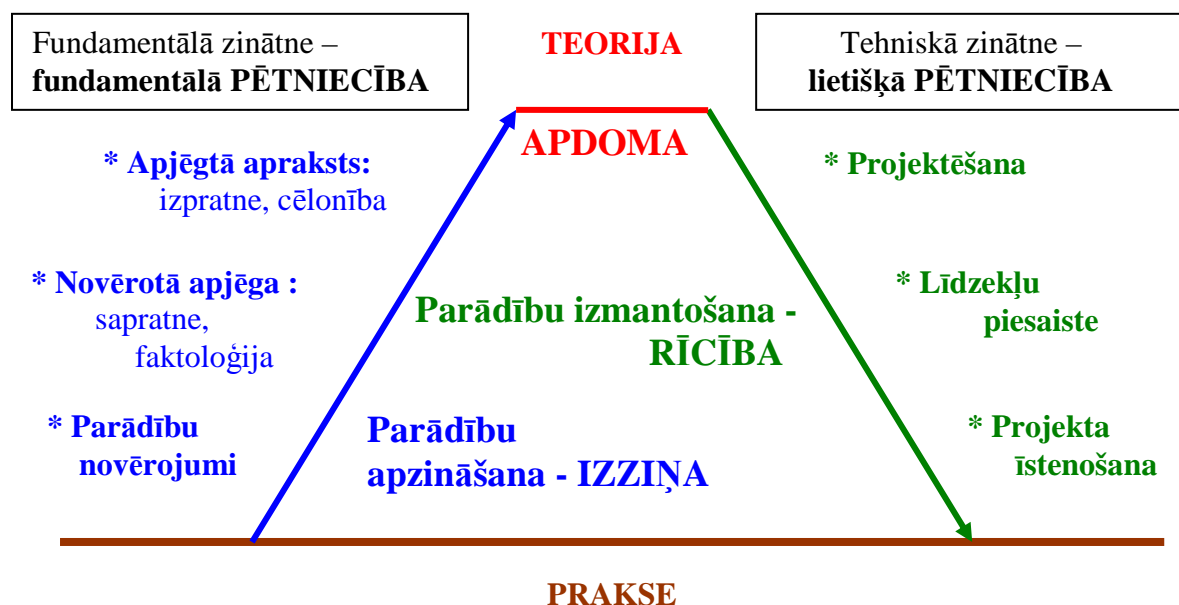 Fundamentālā zinātne –
fundamentālā PĒTNIECĪBA
TEORIJA
Tehniskā zinātne –
lietišķā PĒTNIECĪBA
APDOMA
* Apjēgtā apraksts:
izpratne, cēlonība
* Novērotā apjēga :
sapratne,
faktoloģija
* Parādību
novērojumi
Parādību izmantošana -
RĪCĪBA
Parādību
apzināšana - IZZIŅA
* Projektēšana
* Līdzekļu
piesaiste
* Projekta
īstenošana
PRAKSE